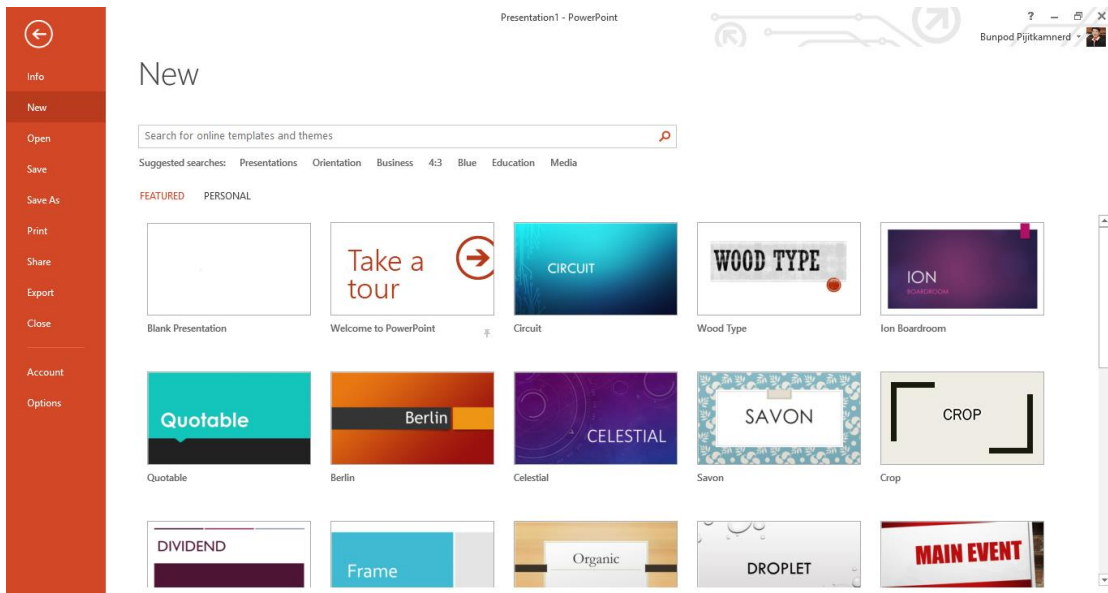 Presentation1 - PowerPoint
?
Bunpod Pijitkamnerd
Info
New
Open
Save
Save As
Print
Share
Export
Close
Account
Options
New
Search for online templates and themes
Suggested searches: Presentations Orientation Business 4:3 Blue Education Media
FEATURED PERSONAL
Take a
tour
CIRCUIT
WOOD TYPE
ION
BOARDROOM
Blank Presentation
Welcome to PowerPoint
Circuit
Wood Type
Ion Boardroom
Quotable
Berlin
CELESTIAL
SAVON
CROP
Quotable
Berlin
Celestial
Savon
Crop
DIVIDEND
Frame
Organic
DROPLET
MAIN EVENT